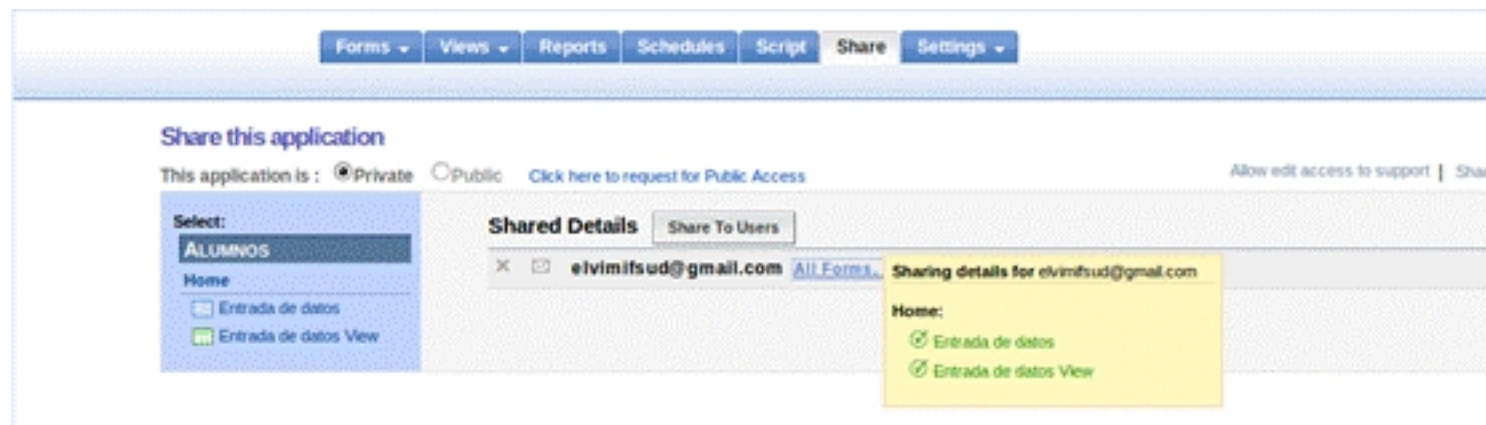 Forms Views Reports Schedules Script Share Settings
Share this application
This application is : Private Public Click here to request for Public Access
Allow edit access to support |
Select:
ALUMNOS
Home
Entrada de datos
Entrada de datos View
Shared Details Share To Users
elvimifsud@gmail.com All Forms..
Sharing details for elvimifsud@gmail.com
Home:
Entrada de datos
Entrada de datos View